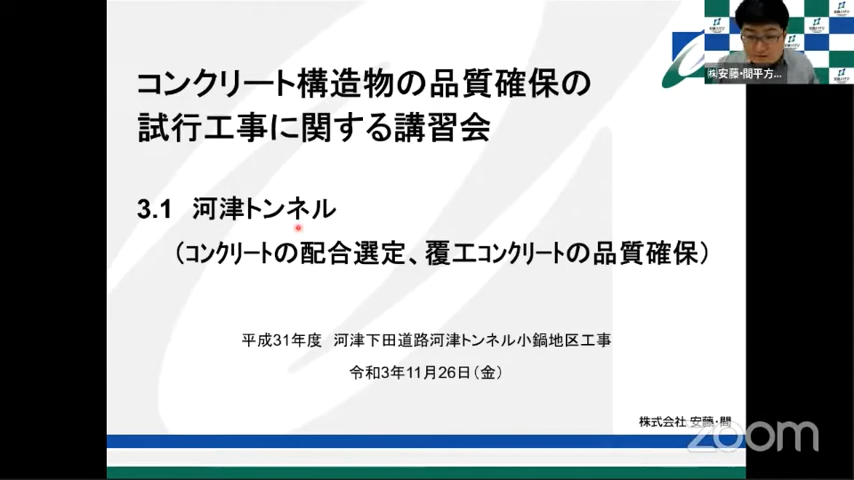 コンクリート構造物の品質確保の
試行工事に関する講習会
3.1 河津トンネル
（コンクリートの配合選定、覆工コンクリートの品質確保）
平成31年度 河津下田道路河津トンネル小鍋地区工事
令和3年11月26日（金）
株式会社 安藤・間
zoom
㈱安藤・間平方...